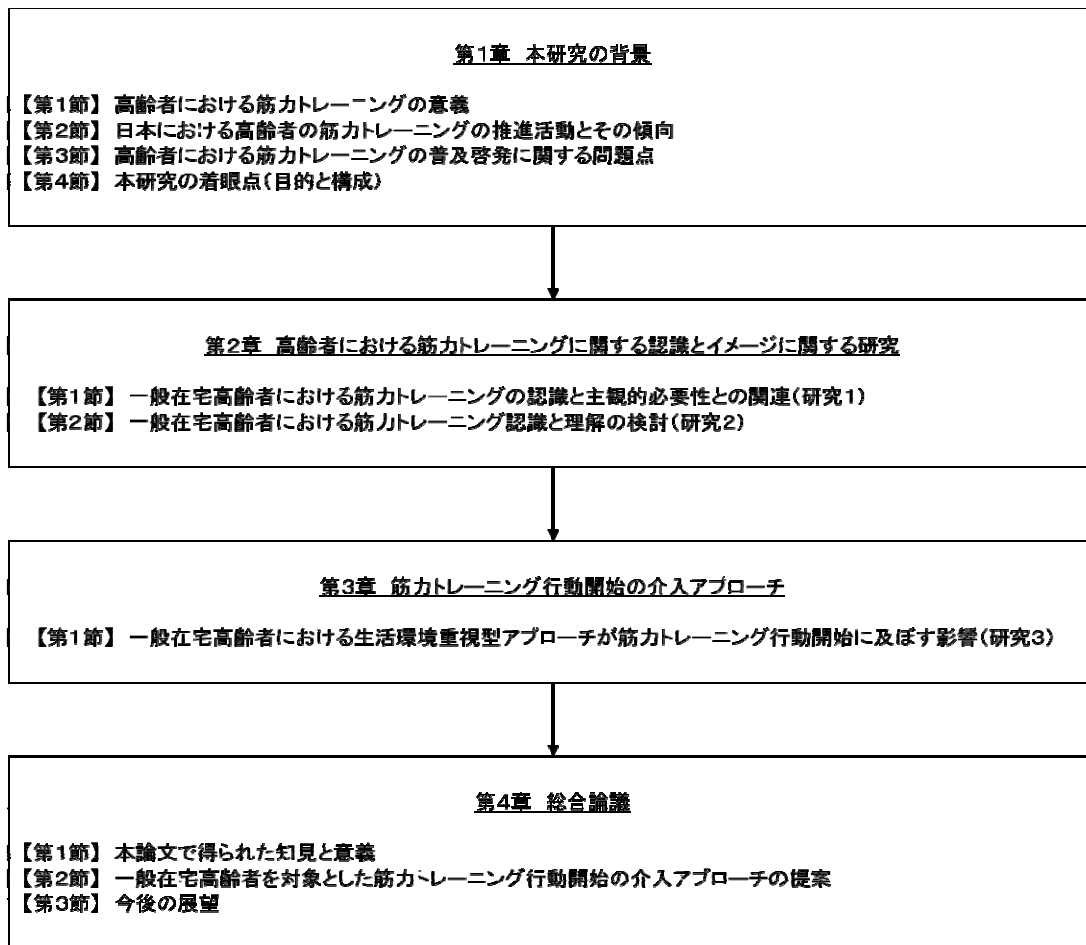 第1章 本研究の背景
【第1節】 高齢者における筋力トレーニングの意義
【第2節】 日本における高齢者の筋力トレーニングの推進活動とその傾向
【第3節】 高齢者における筋力トレーニングの普及啓発に関する問題点
【第4節】 本研究の着眼点(目的と構成)
第2章 高齢者における筋力トレーニングに関する認識とイメージに関する研究
【第1節】 一般在宅高齢者における筋力トレーニングの認識と主観的必要性との関連(研究1)
【第2節】 一般在宅高齢者における筋力トレーニング認識と理解の検討(研究2)
第3章 筋力トレーニング行動開始の介入アプローチ
【第1節】 一般在宅高齢者における生活環境重視型アプローチが筋力トレーニング行動開始に及ぼす影響(研究3)
第4章 総合論議
【第1節】 本論文で得られた知見と意義
【第2節】 一般在宅高齢者を対象とした筋力トレーニング行動開始の介入アプローチの提案
【第3節】 今後の展望